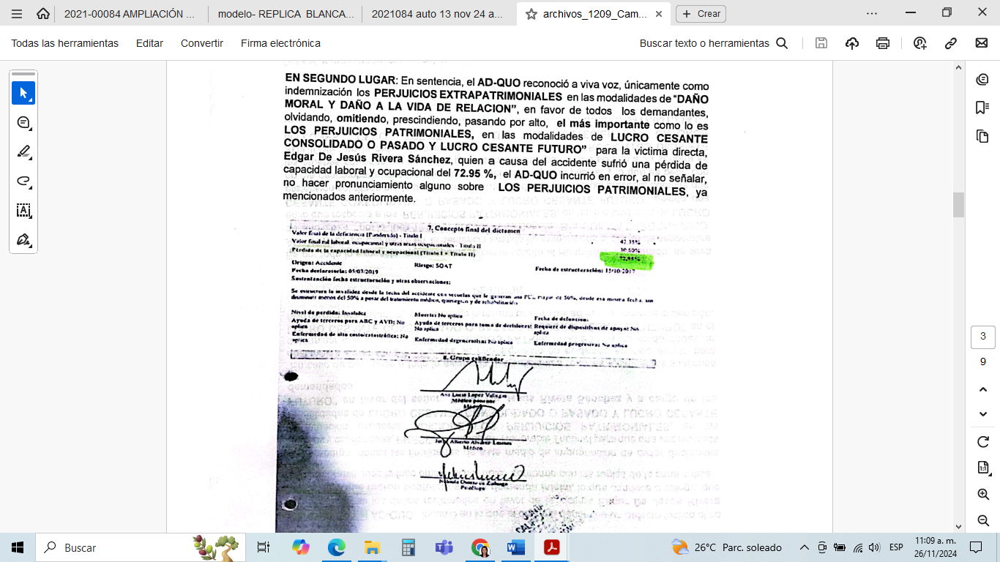 2021-00084 AMPLIACIÓN ...
modelo- REPLICA BLANCA...
2021084 auto 13 nov 24 a...
archivos_1209_Cam...
Crear
Todas las herramientas
Editar
Convertir
Firma electrónica
Buscar texto o herramientas
EN SEGUNDO LUGAR: En sentencia, el AD-QUO reconoció a viva voz, únicamente como
indemnización los PERJUICIOS EXTRAPATRIMONIALES en las modalidades de “DAÑO
MORAL Y DAÑO A LA VIDA DE RELACION”, en favor de todos los demandantes,
olvidando, omitiendo, prescindiendo, pasando por alto, el más importante como lo es
LOS PERJUICIOS PATRIMONIALES, en las modalidades de LUCRO CESANTE
CONSOLIDADO O PASADO Y LUCRO CESANTE FUTURO” para la victima directa,
Edgar De Jesús Rivera Sánchez, quien a causa del accidente sufrió una pérdida de
capacidad laboral y ocupacional del 72.95 %, el AD-QUO incurrió en error, al no señalar,
no hacer pronunciamiento alguno sobre LOS PERJUICIOS PATRIMONIALES, ya
mencionados anteriormente.
7. Concepto final del dictamen
Valor final de la deficiencia (Ponderado) - Titulo I
Valor final rol laboral, ocupacional y otras areas ocupacionales - Titulo II
Pérdida de la capacidad laboral y ocupacional (Titulo I + Titulo II)
72,95%
Origen: Accidente
Riesgo: SOAT
Fecha de estructuración: 15/10/2017
Fecha declaratoria: 05/07/2019
Sustentación fecha estructuración y otras observaciones:
Se estructura la invalidez desde la fecha del accidente con secuelas que le generan una PCL mayor de 50%, desde esa misma fecha, sin
disminuir menos del 50% a pesar del tratamiento médico, quirúrgico y de rehabilitación
Nivel de perdida: Invalidez
Muerte: No aplica
Fecha de defunción:
Ayuda de terceros para ABC y AVD: No
aplica
Ayuda de terceros para toma de decisiones:
No aplica
Requiere de dispositivos de apoyo: No
aplica
Enfermedad de alto costo/catastrófica: No
aplica
Enfermedad degenerativa: No aplica
Enfermedad progresiva: No aplica
8. Grupo calificador
Médico ponente
Médico
Psicólogo
3
9
Buscar
26°C Parc. soleado
ESP
11:09 a. m.
26/11/2024